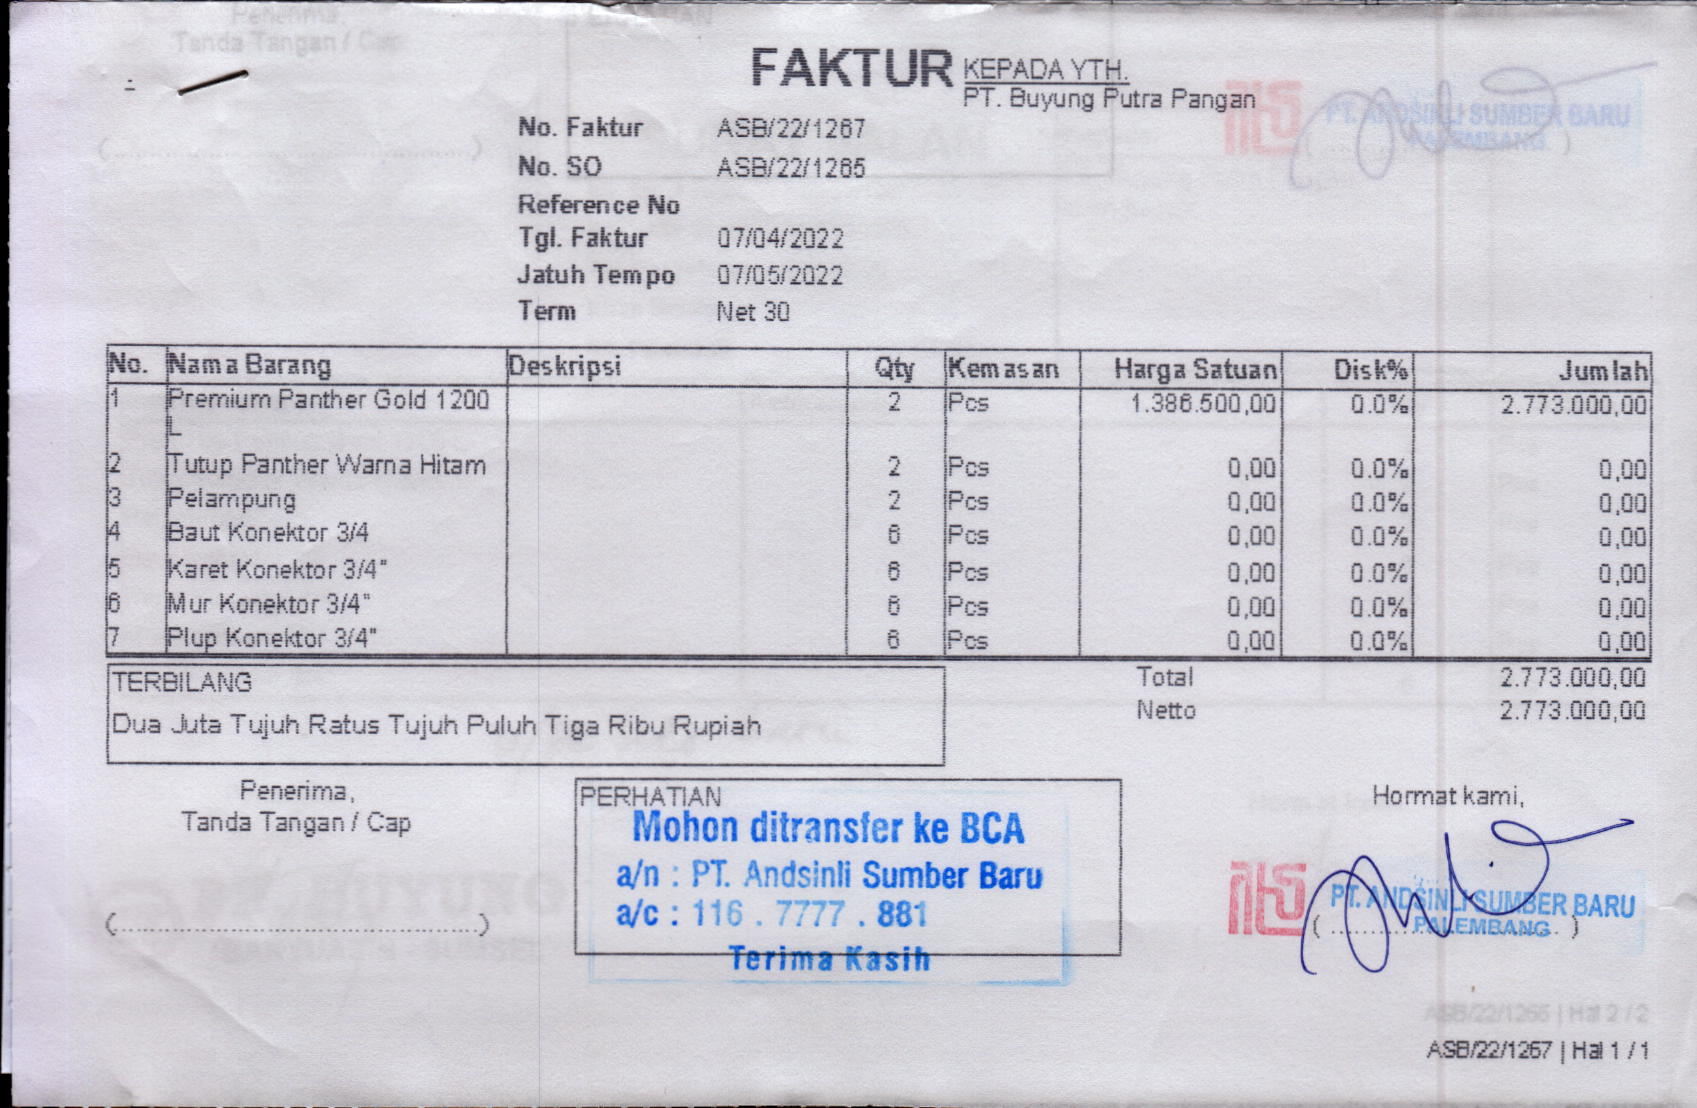 FAKTUR
KEPADA YTH.
PT. Buyung Putra Pangan
PT. ANDSINLI SUMBER BARU
PALEMBANG
No. Faktur ASB/22/1267
No. SO ASB/22/1265
Reference No
Tgl. Faktur 07/04/2022
Jatuh Tempo 07/05/2022
Term Net 30
No. Nama Barang Deskripsi Qty Kemasan Harga Satuan Disk% Jumlah
1 Premium Panther Gold 1200 2 Pcs 1.386.500,00 0.0% 2.773.000,00
L
2 Tutup Panther Warna Hitam 2 Pcs 0,00 0.0% 0,00
3 Pelampung 2 Pcs 0,00 0.0% 0,00
4 Baut Konektor 3/4 6 Pcs 0,00 0.0% 0,00
5 Karet Konektor 3/4" 6 Pcs 0,00 0.0% 0,00
6 Mur Konektor 3/4" 6 Pcs 0,00 0.0% 0,00
7 Plup Konektor 3/4" 6 Pcs 0,00 0.0% 0,00
TERBILANG
Dua Juta Tujuh Ratus Tujuh Puluh Tiga Ribu Rupiah
Total 2.773.000,00
Netto 2.773.000,00
Penerima,
Tanda Tangan / Cap
(............................................)
PERHATIAN
Mohon ditransfer ke BCA
a/n : PT. Andsinli Sumber Baru
a/c : 116 . 7777 . 881
Terima Kasih
Hormat kami,
PT. ANDSINLI SUMBER BARU
PALEMBANG
ASB/22/1265 | Hal 2 / 2
ASB/22/1267 | Hal 1 / 1